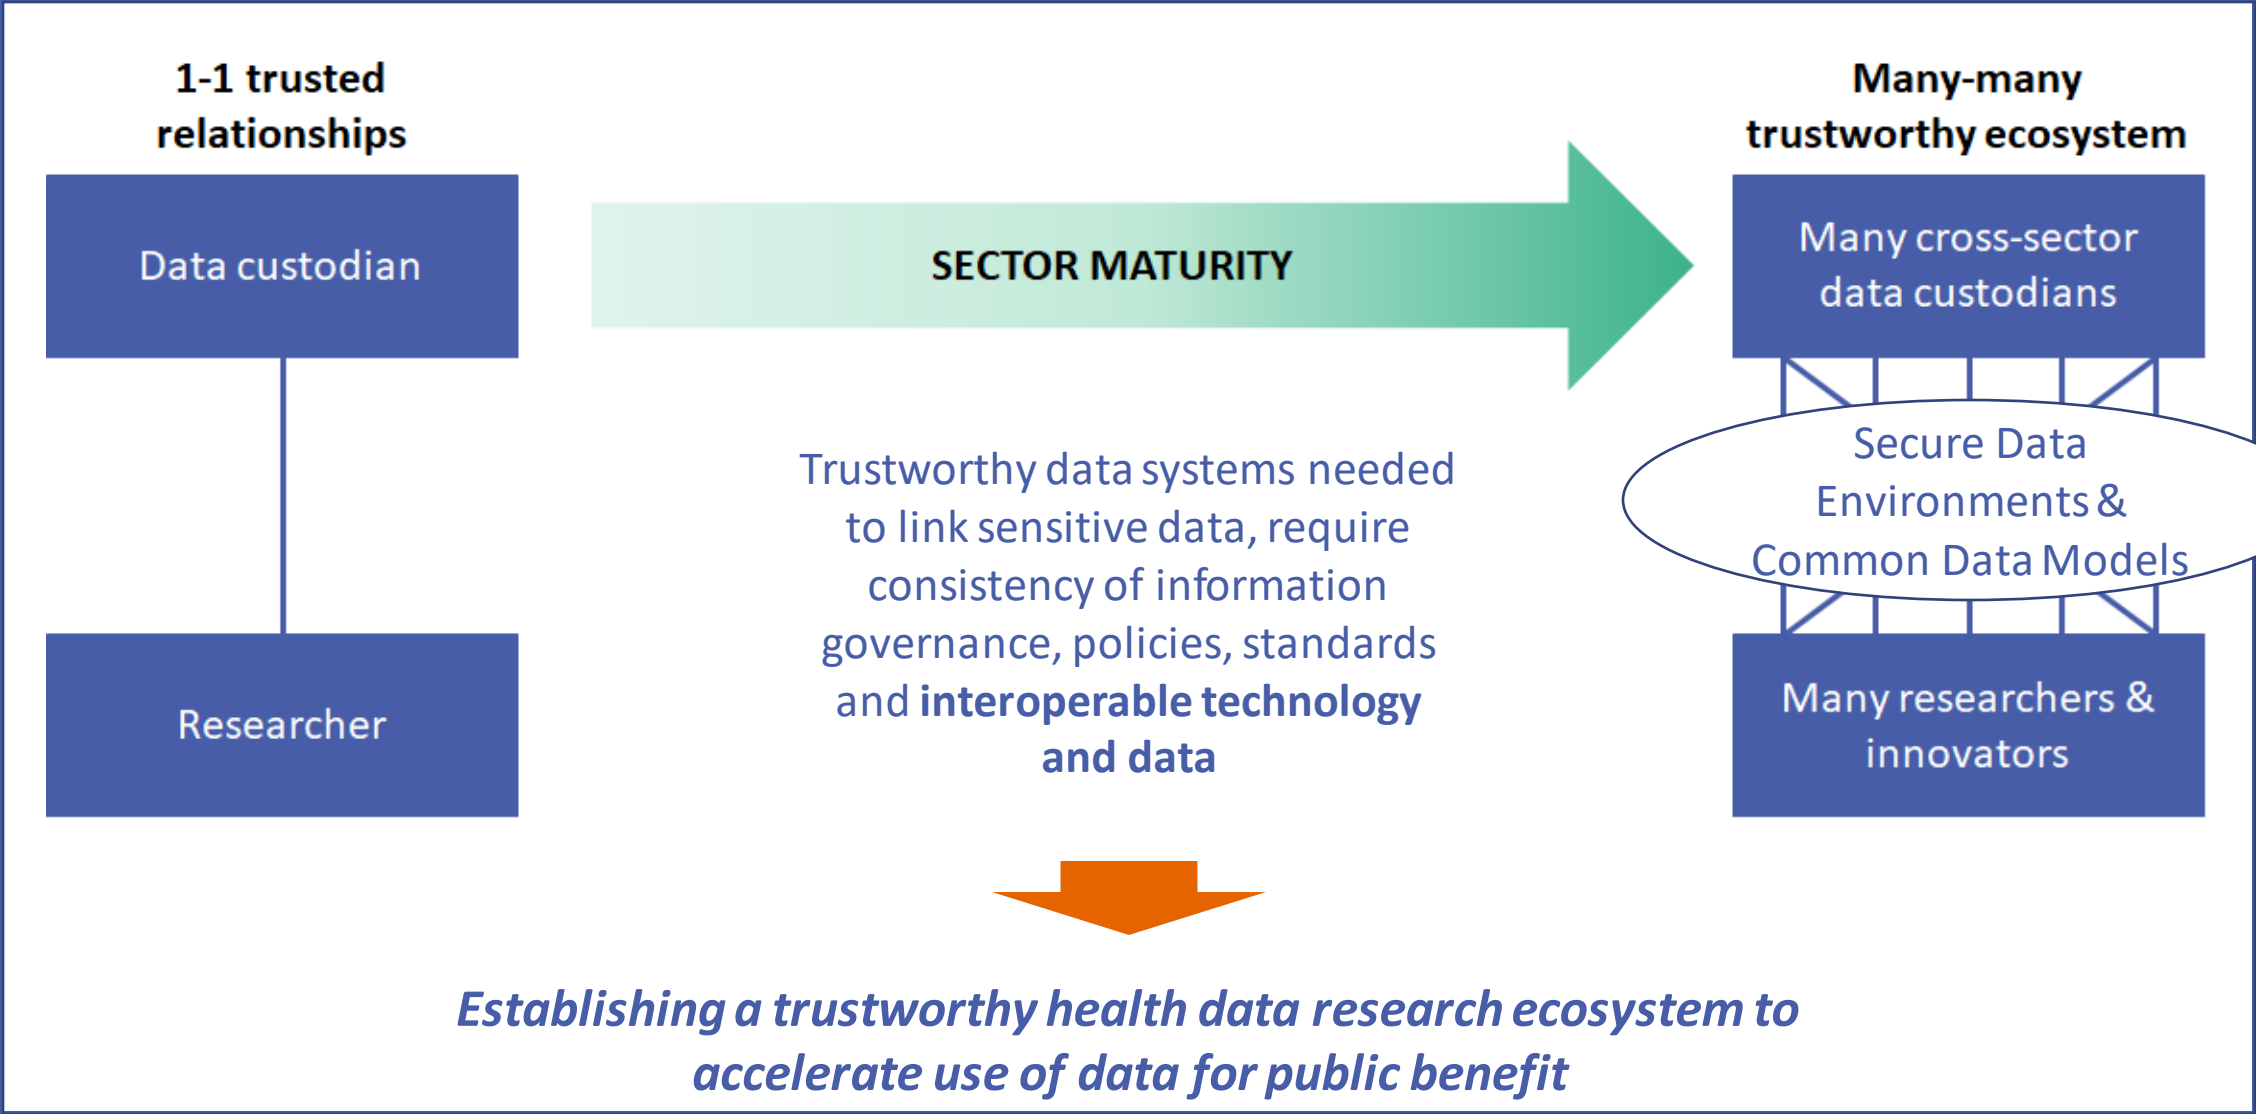 1-1 trusted
relationships
Data custodian
Researcher
SECTOR MATURITY
Trustworthy data systems needed
to link sensitive data, require
consistency of information
governance, policies, standards
and interoperable technology
and data
Many-many
trustworthy ecosystem
Many cross-sector
data custodians
Secure Data
Environments &
Common Data Models
Many researchers &
innovators
Establishing a trustworthy health data research ecosystem to
accelerate use of data for public benefit